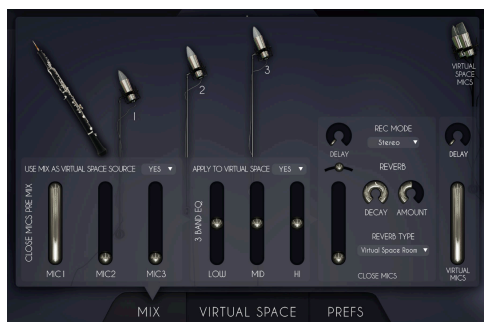 1
2
3
VIRTUAL
SPACE
MICS
USE MIX AS VIRTUAL SPACE SOURCE YES
APPLY TO VIRTUAL SPACE YES
DELAY
REC MODE
Stereo
DELAY
REVERB
DECAY
AMOUNT
REVERB TYPE
Virtual Space Room
CLOSE MICS PRE MIX
MIC 1
MIC2
MIC3
3 BAND EQ
LOW
MID
HI
CLOSE MICS
VIRTUAL
MICS
MIX
VIRTUAL SPACE
PREFS